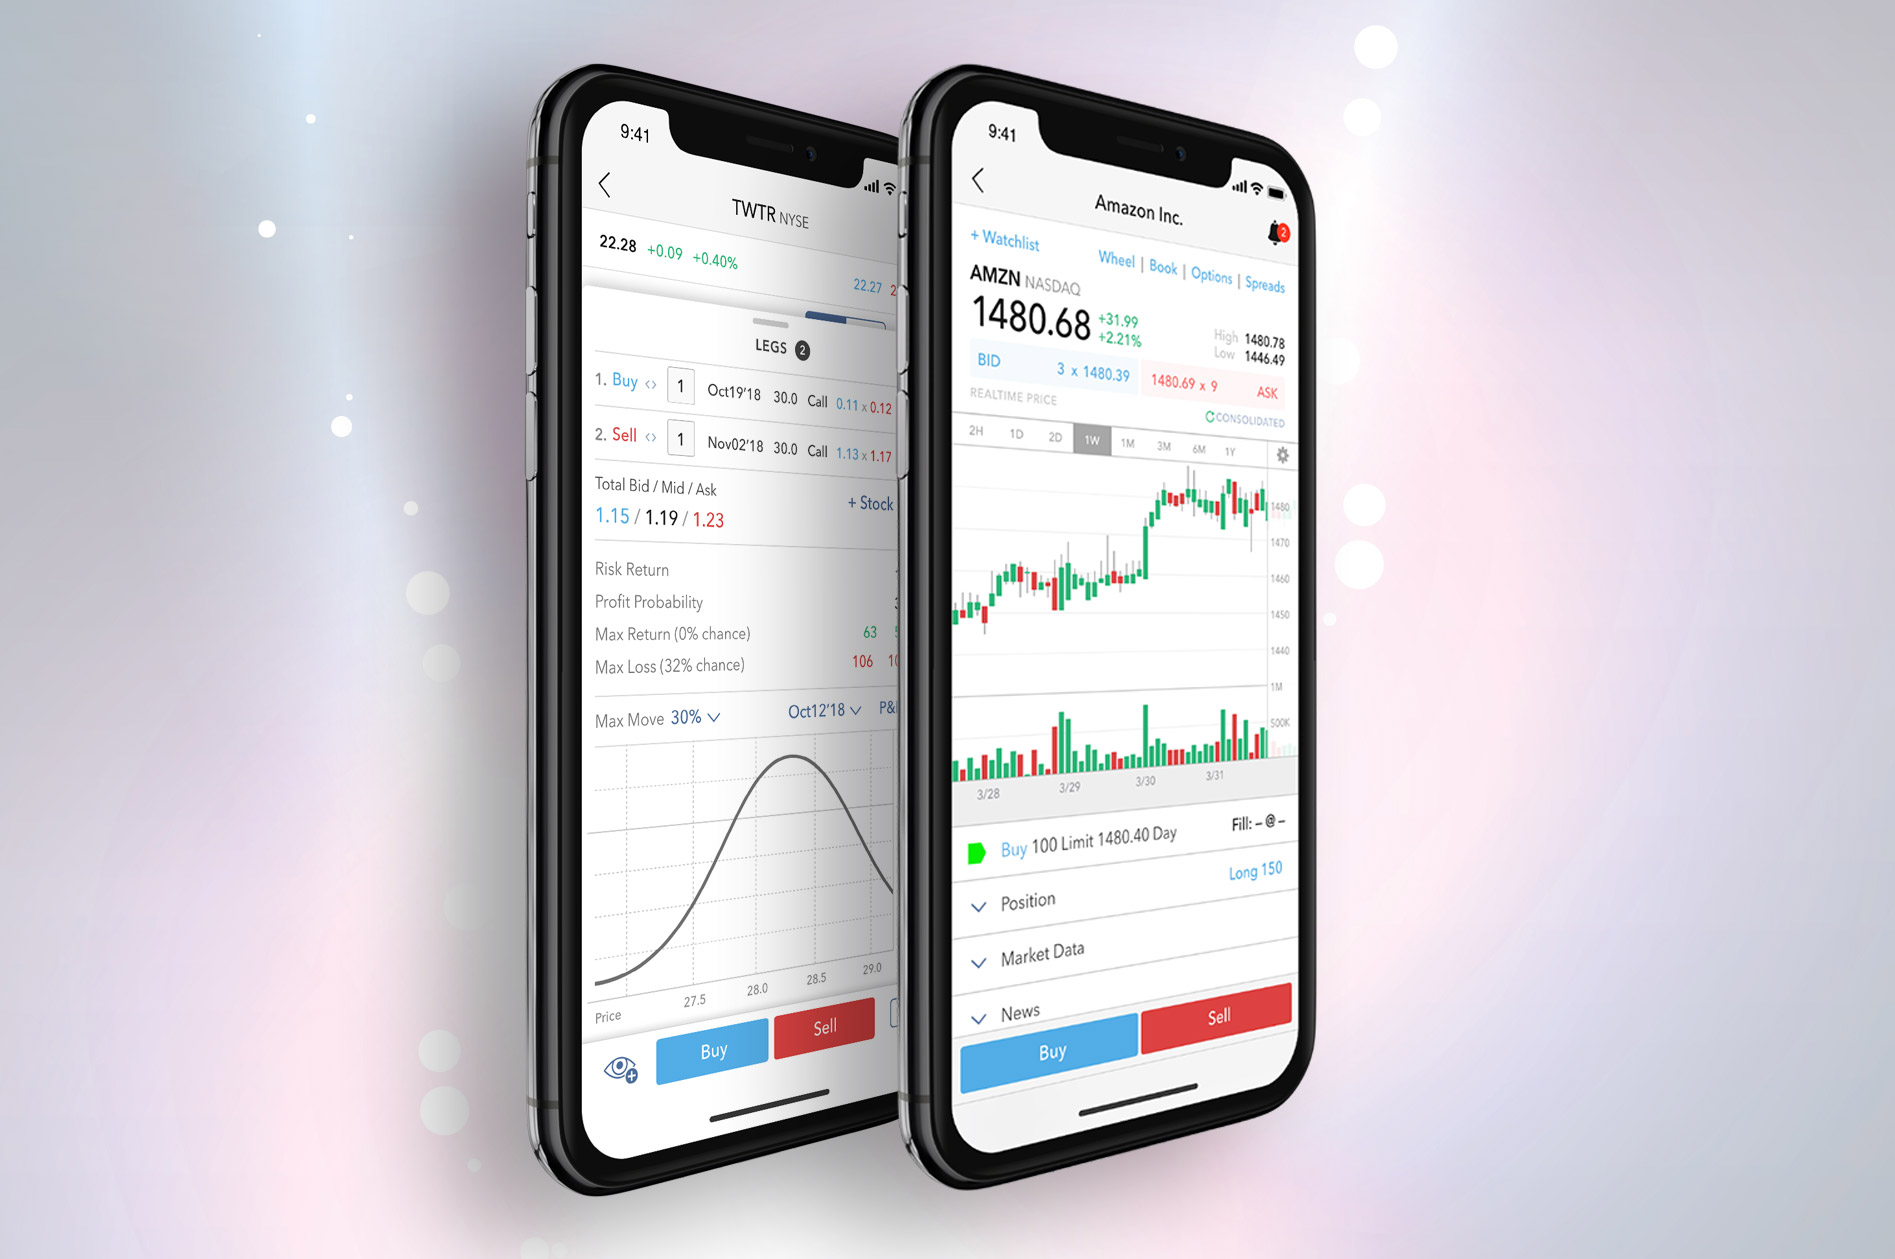 9:41
TWTR NYSE
22.28 +0.09 +0.40%
22.27
LEGS 2
1. Buy <> 1 Oct19'18 30.0 Call 0.11 x 0.12
2. Sell <> 1 Nov02'18 30.0 Call 1.13 x 1.17
Total Bid / Mid / Ask
+ Stock
1.15 / 1.19 / 1.23
Risk Return
Profit Probability
Max Return (0% chance) 63
Max Loss (32% chance) 106
Max Move 30% Oct12'18
27.5 28.0 28.5 29.0
Price
Buy Sell
9:41
Amazon Inc.
2
+ Watchlist
Wheel | Book | Options | Spreads
AMZN NASDAQ
1480.68 +31.99
+2.21%
High 1480.78
Low 1446.49
BID 3 x 1480.39 1480.69 x 9 ASK
REALTIME PRICE
CONSOLIDATED
2H 1D 2D 1W 1M 3M 6M 1Y
1480
1470
1460
1450
1440
1M
500K
3/28 3/29 3/30 3/31
Buy 100 Limit 1480.40 Day Fill: – @ –
Position Long 150
Market Data
News
Buy Sell